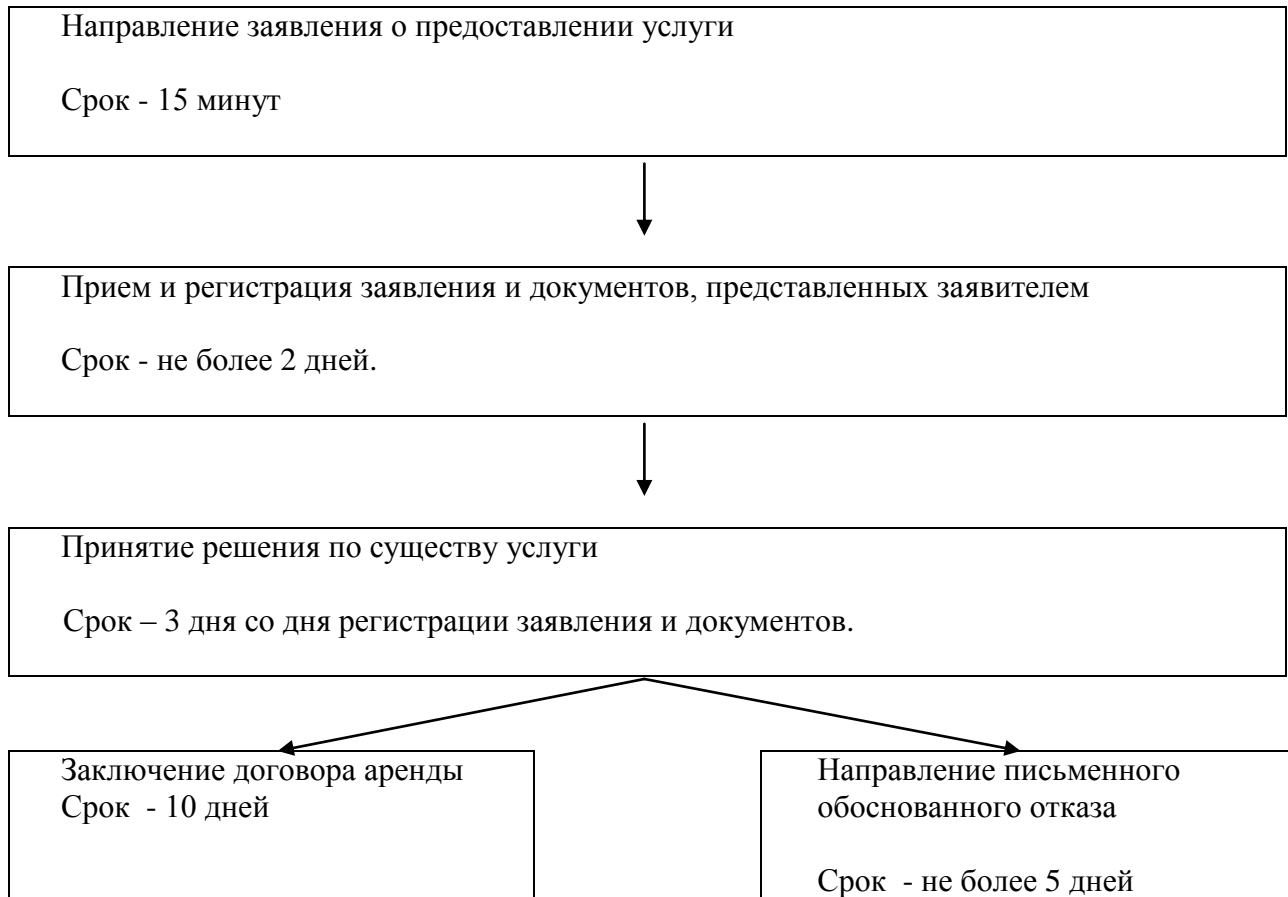 Направление заявления о предоставлении услуги
Срок - 15 минут
Прием и регистрация заявления и документов, представленных заявителем
Срок - не более 2 дней.
Принятие решения по существу услуги
Срок – 3 дня со дня регистрации заявления и документов.
Заключение договора аренды
Срок - 10 дней
Направление письменного
обоснованного отказа
Срок - не более 5 дней